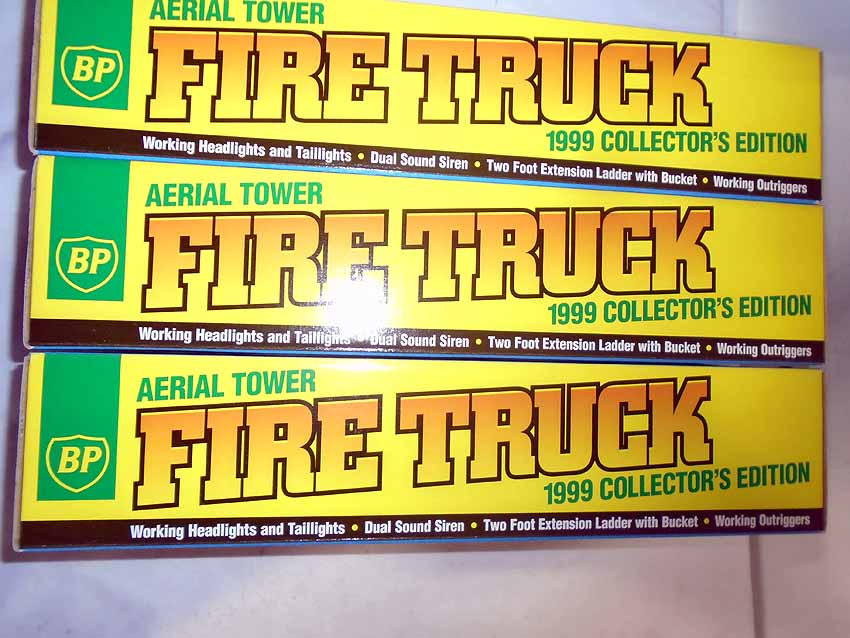 AERIAL TOWER
BP
FIRE TRUCK
1999 COLLECTOR'S EDITION
Working Headlights and Taillights • Dual Sound Siren • Two Foot Extension Ladder with Bucket • Working Outriggers
AERIAL TOWER
BP
FIRE TRUCK
1999 COLLECTOR'S EDITION
Working Headlights and Taillights • Dual Sound Siren • Two Foot Extension Ladder with Bucket • Working Outriggers
AERIAL TOWER
BP
FIRE TRUCK
1999 COLLECTOR'S EDITION
Working Headlights and Taillights • Dual Sound Siren • Two Foot Extension Ladder with Bucket • Working Outriggers